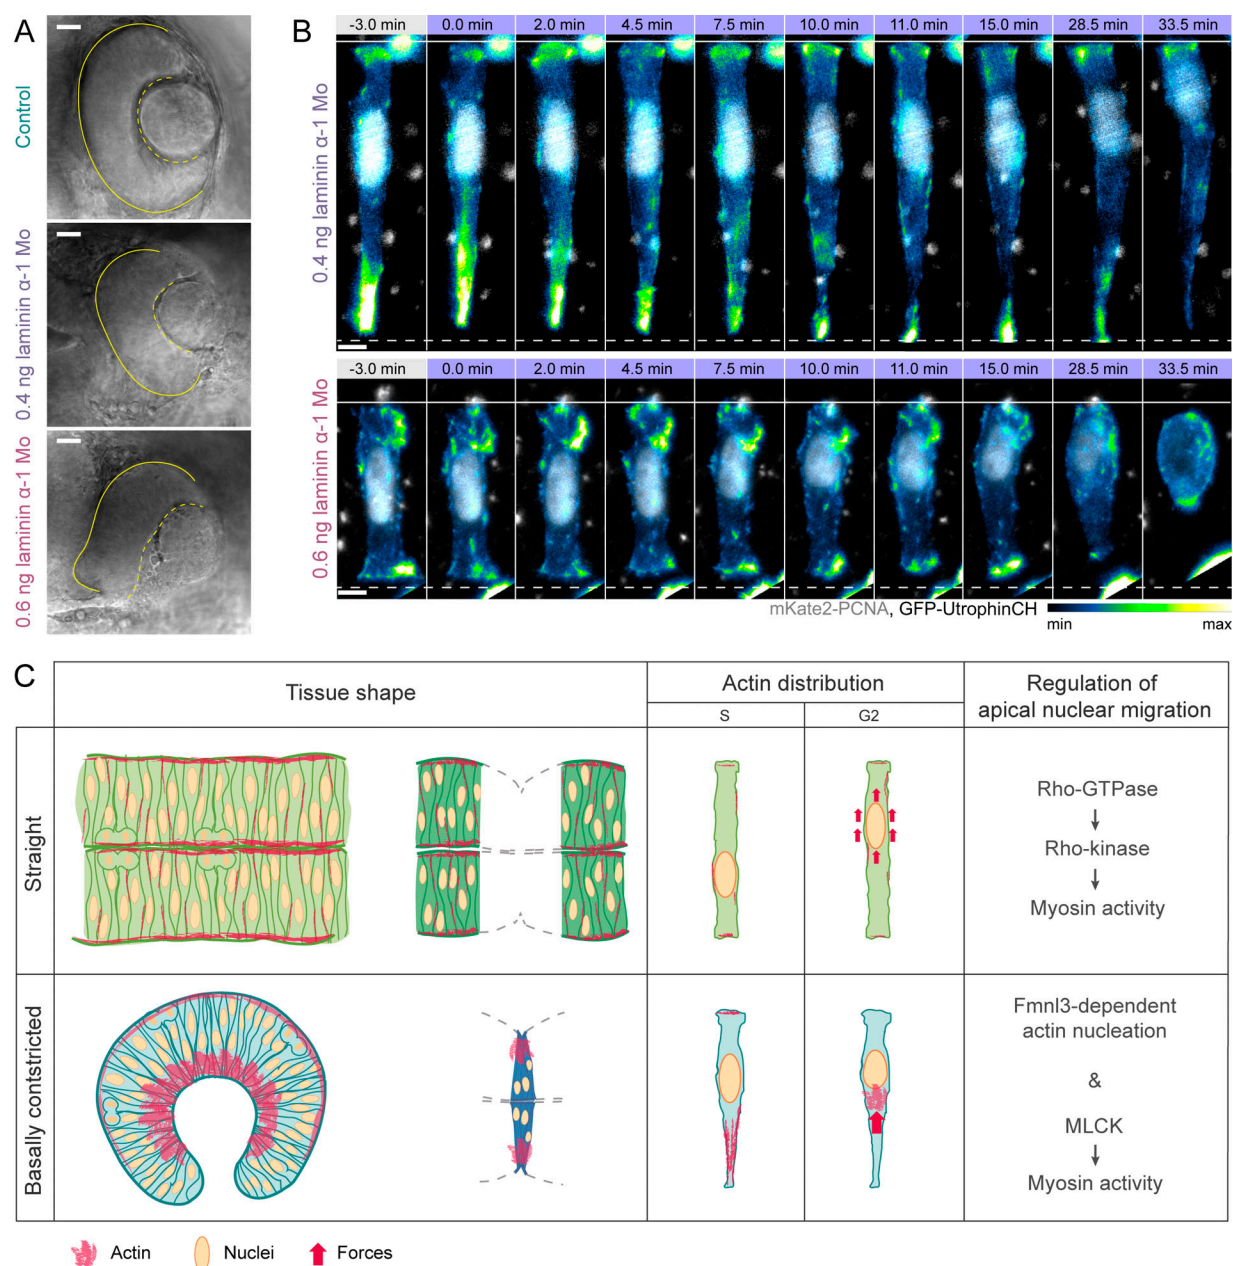 A
Control
0.4 ng laminin α-1 Mo
0.6 ng laminin α-1 Mo
B
0.4 ng laminin α-1 Mo
-3.0 min 0.0 min 2.0 min 4.5 min 7.5 min 10.0 min 11.0 min 15.0 min 28.5 min 33.5 min
0.6 ng laminin α-1 Mo
-3.0 min 0.0 min 2.0 min 4.5 min 7.5 min 10.0 min 11.0 min 15.0 min 28.5 min 33.5 min
mKate2-PCNA, GFP-UtrophinCH
min max
C
Tissue shape
Actin distribution
S G2
Regulation of
apical nuclear migration
Straight
Rho-GTPase
Rho-kinase
Myosin activity
Basally contstricted
Fmnl3-dependent
actin nucleation
&
MLCK
Myosin activity
Actin Nuclei Forces